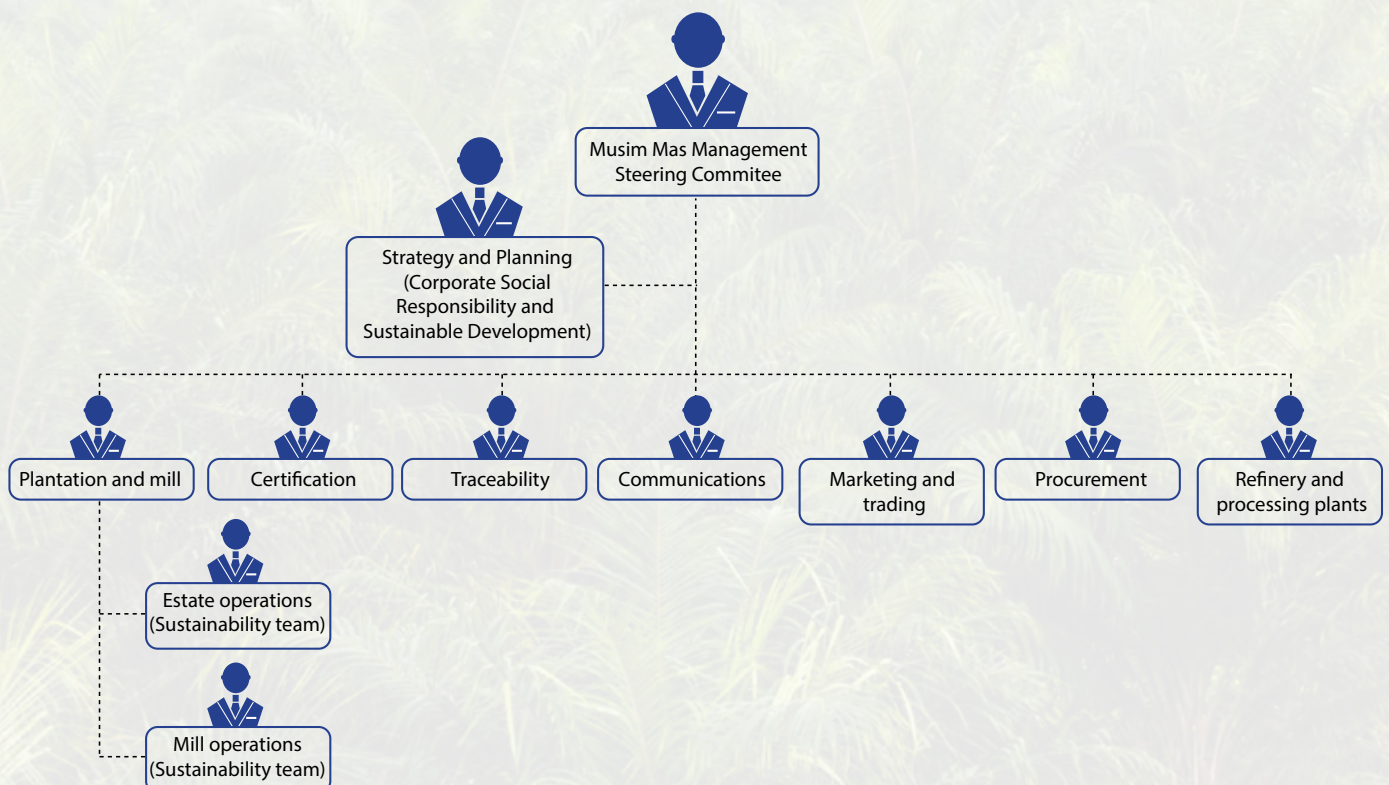 Musim Mas Management
Steering Commitee
Strategy and Planning
(Corporate Social
Responsibility and
Sustainable Development)
Plantation and mill
Certification
Traceability
Communications
Marketing and
trading
Procurement
Refinery and
processing plants
Estate operations
(Sustainability team)
Mill operations
(Sustainability team)